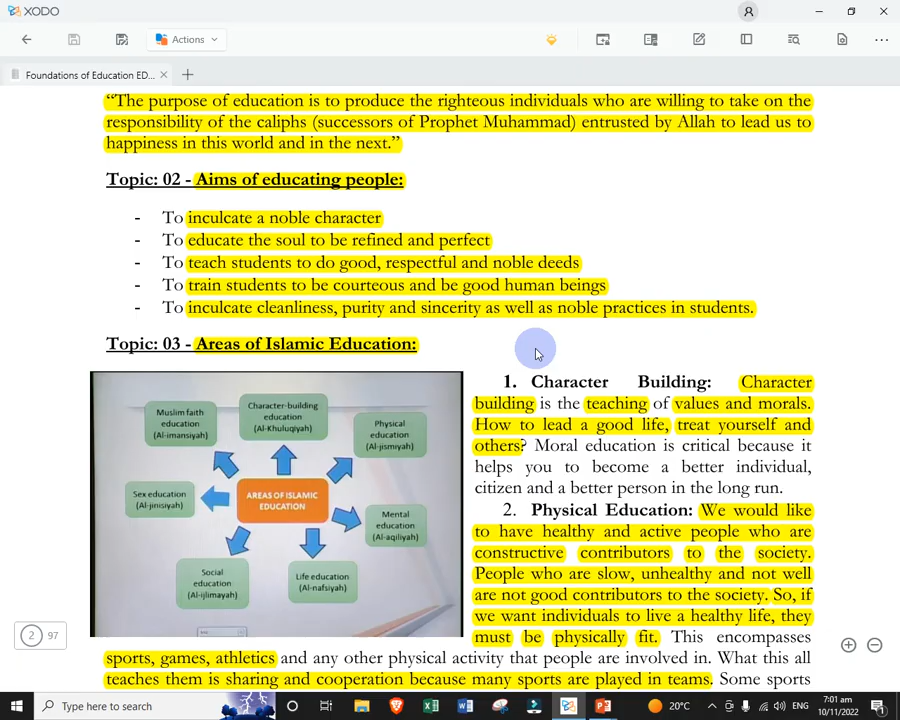 XODO
Actions
Foundations of Education ED...
“The purpose of education is to produce the righteous individuals who are willing to take on the
responsibility of the caliphs (successors of Prophet Muhammad) entrusted by Allah to lead us to
happiness in this world and in the next.”
Topic: 02 - Aims of educating people:
- To inculcate a noble character
- To educate the soul to be refined and perfect
- To teach students to do good, respectful and noble deeds
- To train students to be courteous and be good human beings
- To inculcate cleanliness, purity and sincerity as well as noble practices in students.
Topic: 03 - Areas of Islamic Education:
Muslim faith
education
(Al-imansiyah)
Character-building
education
(Al-Khuluqiyah)
Physical
education
(Al-jismiyah)
Sex education
(Al-jinisiyah)
AREAS OF ISLAMIC
EDUCATION
Mental
education
(Al-aqiliyah)
Social
education:
(Al-ijlimayah)
Life education
(Al-nafsiyah)
1. Character Building: Character
building is the teaching of values and morals.
How to lead a good life, treat yourself and
others? Moral education is critical because it
helps you to become a better individual,
citizen and a better person in the long run.
2. Physical Education: We would like
to have healthy and active people who are
constructive contributors to the society.
People who are slow, unhealthy and not well
are not good contributors to the society. So, if
we want individuals to live a healthy life, they
must be physically fit. This encompasses
sports, games, athletics and any other physical activity that people are involved in. What this all
teaches them is sharing and cooperation because many sports are played in teams. Some sports
2 97
Type here to search
20°C
ENG
7:01 am
10/11/2022
1